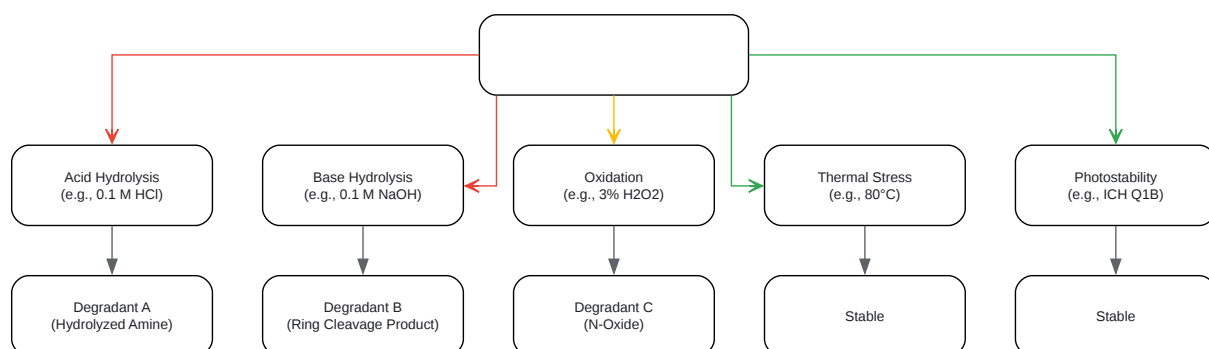 Acid Hydrolysis
(e.g., 0.1 M HCl)
Base Hydrolysis
(e.g., 0.1 M NaOH)
Oxidation
(e.g., 3% H2O2)
Thermal Stress
(e.g., 80°C)
Photostability
(e.g., ICH Q1B)
Degradant A
(Hydrolyzed Amine)
Degradant B
(Ring Cleavage Product)
Degradant C
(N-Oxide)
Stable
Stable